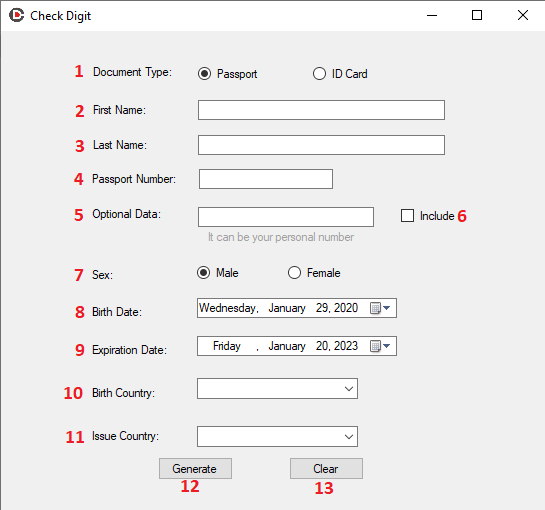 Check Digit
1 Document Type: Passport ID Card
2 First Name:
3 Last Name:
4 Passport Number:
5 Optional Data: Include 6
It can be your personal number
7 Sex: Male Female
8 Birth Date: Wednesday, January 29, 2020
9 Expiration Date: Friday , January 20, 2023
10 Birth Country:
11 Issue Country:
Generate Clear
12 13